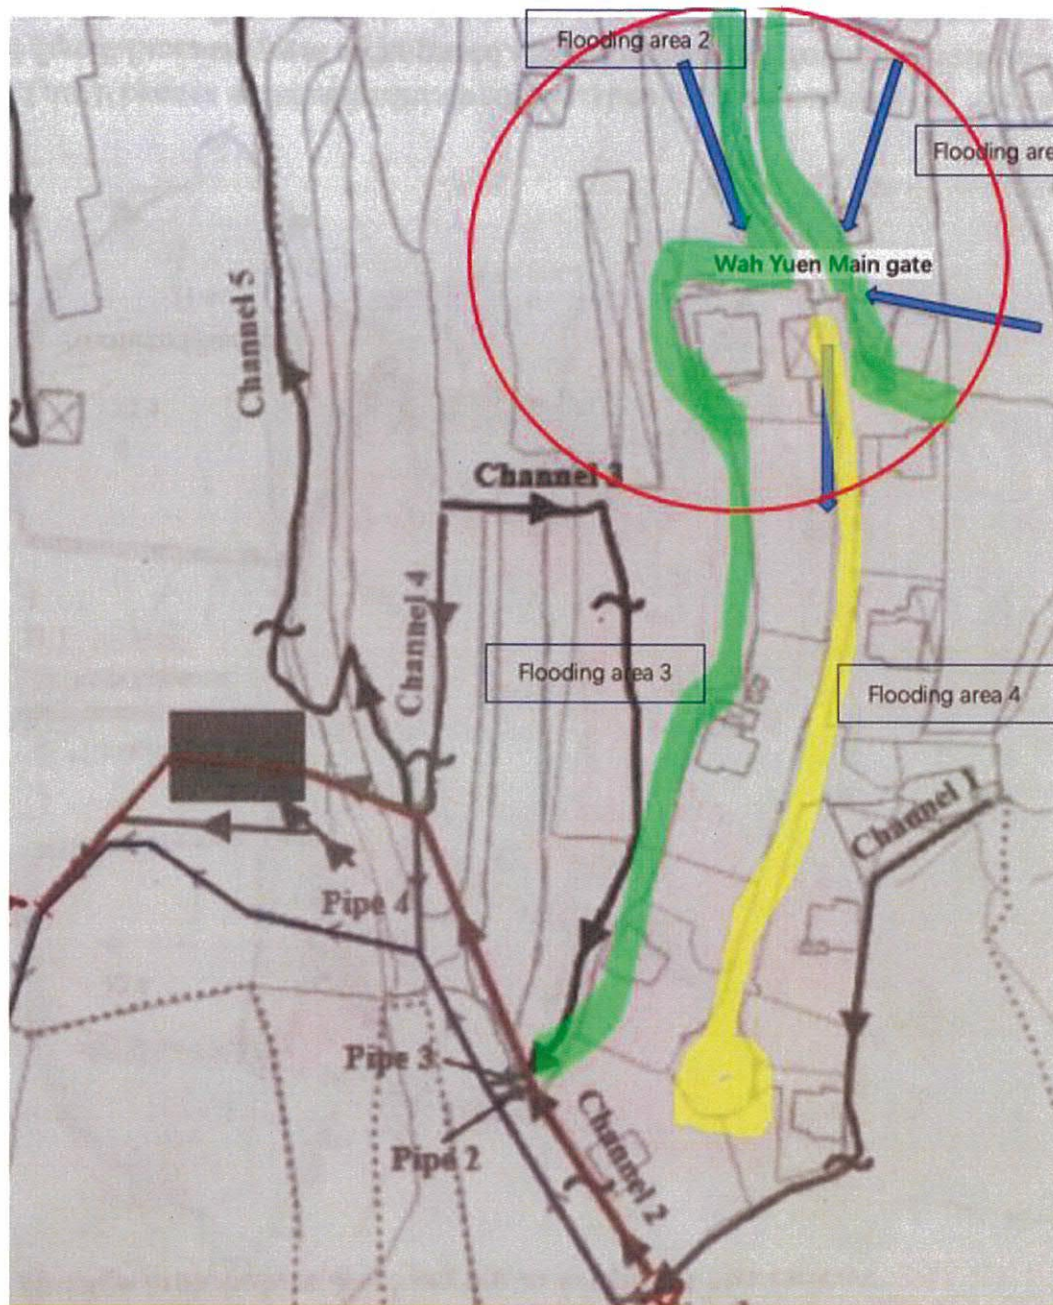 Flooding area 2
Flooding are
Wah Yuen Main gate
Channel 5
Channel 3
Channel 4
Flooding area 3
Flooding area 4
Channel 1
Pipe 4
Pipe 3
Pipe 2
Channel 2